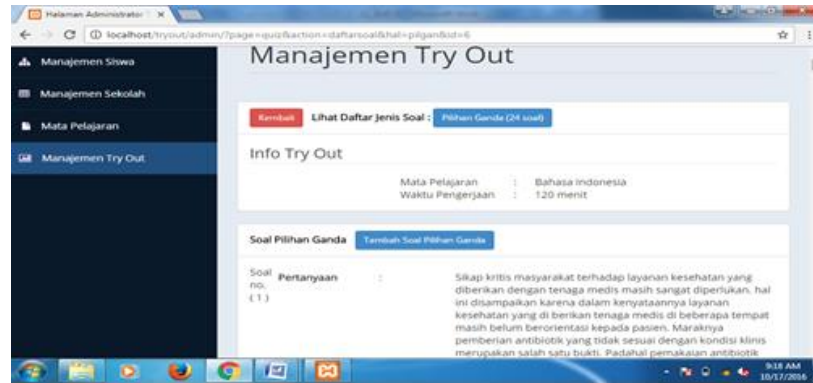 Halaman Administrator
localhost/tryout/admin/?page=quiz&action=daftarsoal&hal=pilgan&id=6
Manajemen Siswa
Manajemen Sekolah
Mata Pelajaran
Manajemen Try Out
Manajemen Try Out
Kembali Lihat Daftar Jenis Soal : Pilihan Ganda (24 soal)
Info Try Out
Mata Pelajaran : Bahasa Indonesia
Waktu Pengerjaan : 120 menit
Soal Pilihan Ganda Tambah Soal Pilihan Ganda
Soal no. ( 1 ) Pertanyaan :
Sikap kritis masyarakat terhadap layanan kesehatan yang
diberikan dengan tenaga medis masih sangat diperlukan. hal
ini disampaikan karena dalam kenyataannya layanan
kesehatan yang di berikan tenaga medis di beberapa tempat
masih belum berorientasi kepada pasien. Maraknya
pemberian antibiotik yang tidak sesuai dengan kondisi klinis
merupakan salah satu bukti. Padahal pemakaian antibiotik
9:18 AM
10/17/2016